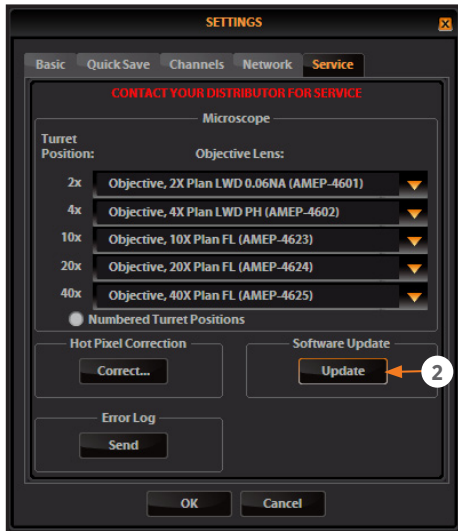 SETTINGS
Basic Quick Save Channels Network Service
CONTACT YOUR DISTRIBUTOR FOR SERVICE
Microscope
Turret
Position: Objective Lens:
2x Objective, 2X Plan LWD 0.06NA (AMEP-4601)
4x Objective, 4X Plan LWD PH (AMEP-4602)
10x Objective, 10X Plan FL (AMEP-4623)
20x Objective, 20X Plan FL (AMEP-4624)
40x Objective, 40X Plan FL (AMEP-4625)
Numbered Turret Positions
Hot Pixel Correction Software Update
Correct... Update 2
Error Log
Send
OK Cancel